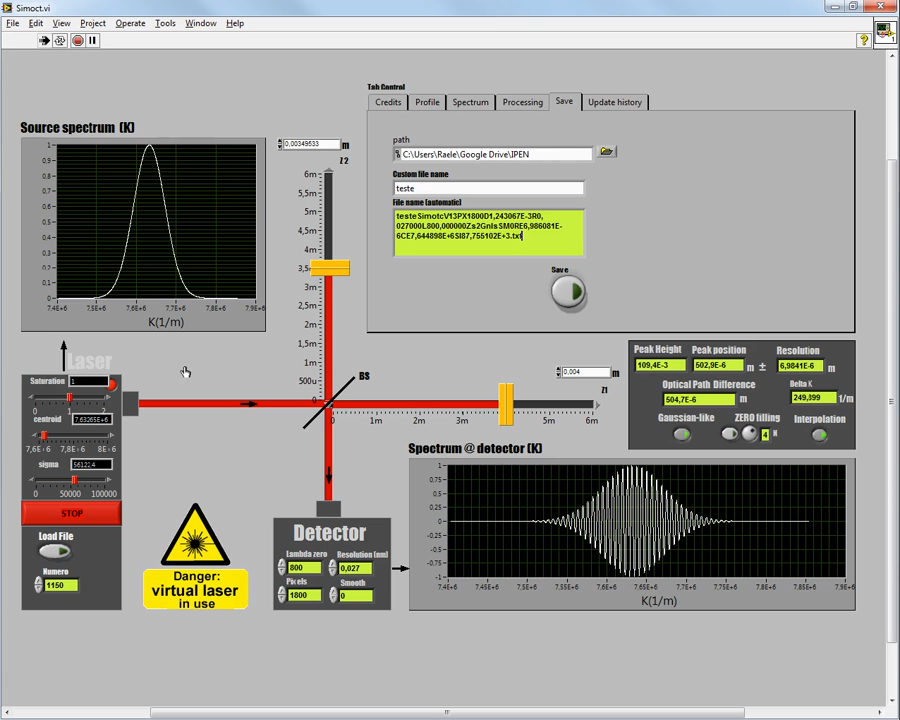 Simoct.vi
File Edit View Project Operate Tools Window Help
Source spectrum (K)
1
0,9
0,8
0,7
0,6
0,5
0,4
0,3
0,2
0,1
0
7,4E+6 7,5E+6 7,6E+6 7,7E+6 7,8E+6 7,9E+6
K(1/m)
0,00349533 m
Z2
6m
5,5m
5m
4,5m
4m
3,5m
3m
2,5m
2m
1,5m
1m
500u
0
Tab Control
Credits Profile Spectrum Processing Save Update history
path
C:\Users\Raele\Google Drive\IPEN
Custom file name
teste
File name (automatic)
testeSimotcV13PX1800D1,243067E-3R0,
027000L800,000000Zs2GnIsSM0RE6,986081E-
6CE7,644898E+6SI87,755102E+3.txt
Save
Laser
Saturation 1
0 1 2
centroid 7,63265E+6
7,6E+6 7,8E+6 8E+6
sigma 56122,4
0 50000 100000
STOP
Load File
Numero
1150
BS
0,004 m
Z1
0 1m 2m 3m 4m 5m 6m
Peak Height Peak position Resolution
109,4E-3 502,9E-6 m ± 6,9841E-6 m
Optical Path Difference Delta K
504,7E-6 m 249,399 1/m
Gaussian-like ZERO filling Interpolation
4 N
Danger:
virtual laser
in use
Detector
Lambda zero Resolution (nm)
800 0,027
Pixels Smooth
1800 0
Spectrum @ detector (K)
1
0,75
0,5
0,25
0
-0,25
-0,5
-0,75
-1
7,4E+6 7,45E+6 7,5E+6 7,55E+6 7,6E+6 7,65E+6 7,7E+6 7,75E+6 7,8E+6 7,85E+6 7,9E+6
K(1/m)